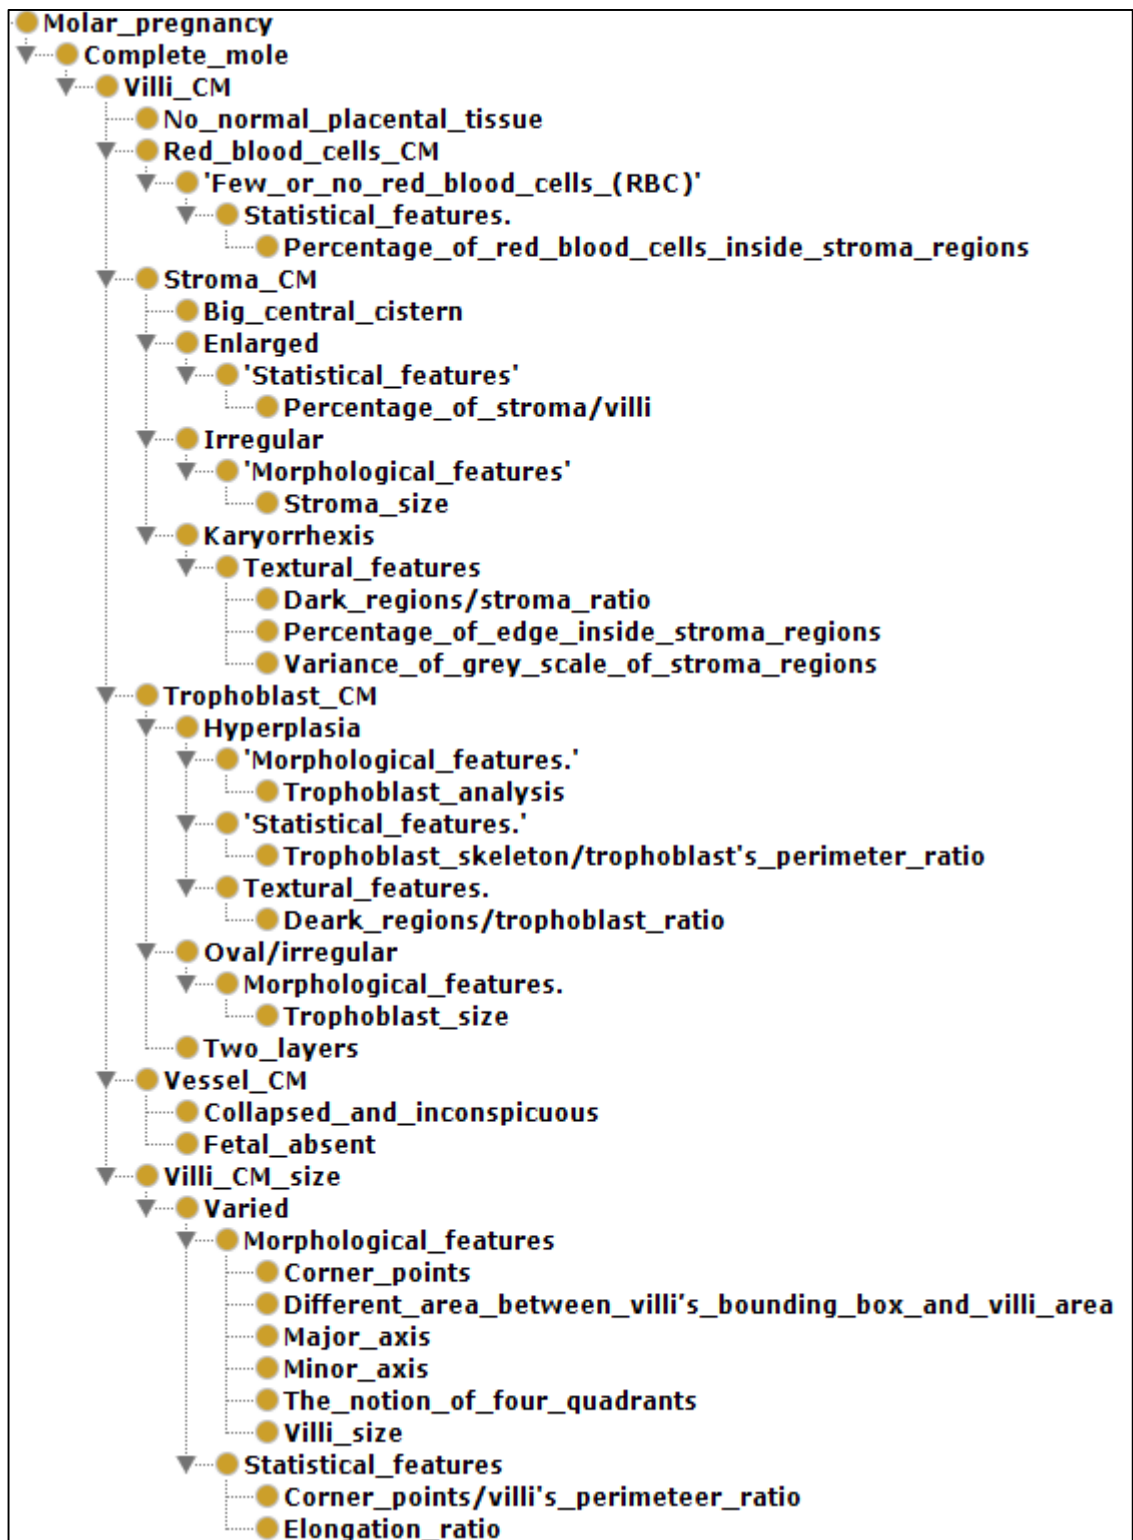 Molar_pregnancy
Complete_mole
Villi_CM
No_normal_placental_tissue
Red_blood_cells_CM
'Few_or_no_red_blood_cells_(RBC)'
Statistical_features.
Percentage_of_red_blood_cells_inside_stroma_regions
Stroma_CM
Big_central_cistern
Enlarged
'Statistical_features'
Percentage_of_stroma/villi
Irregular
'Morphological_features'
Stroma_size
Karyorrhexis
Textural_features
Dark_regions/stroma_ratio
Percentage_of_edge_inside_stroma_regions
Variance_of_grey_scale_of_stroma_regions
Trophoblast_CM
Hyperplasia
'Morphological_features.'
Trophoblast_analysis
'Statistical_features.'
Trophoblast_skeleton/trophoblast's_perimeter_ratio
Textural_features.
Deark_regions/trophoblast_ratio
Oval/irregular
Morphological_features.
Trophoblast_size
Two_layers
Vessel_CM
Collapsed_and_inconspicuous
Fetal_absent
Villi_CM_size
Varied
Morphological_features
Corner_points
Different_area_between_villi's_bounding_box_and_villi_area
Major_axis
Minor_axis
The_notion_of_four_quadrants
Villi_size
Statistical_features
Corner_points/villi's_perimeteer_ratio
Elongation_ratio